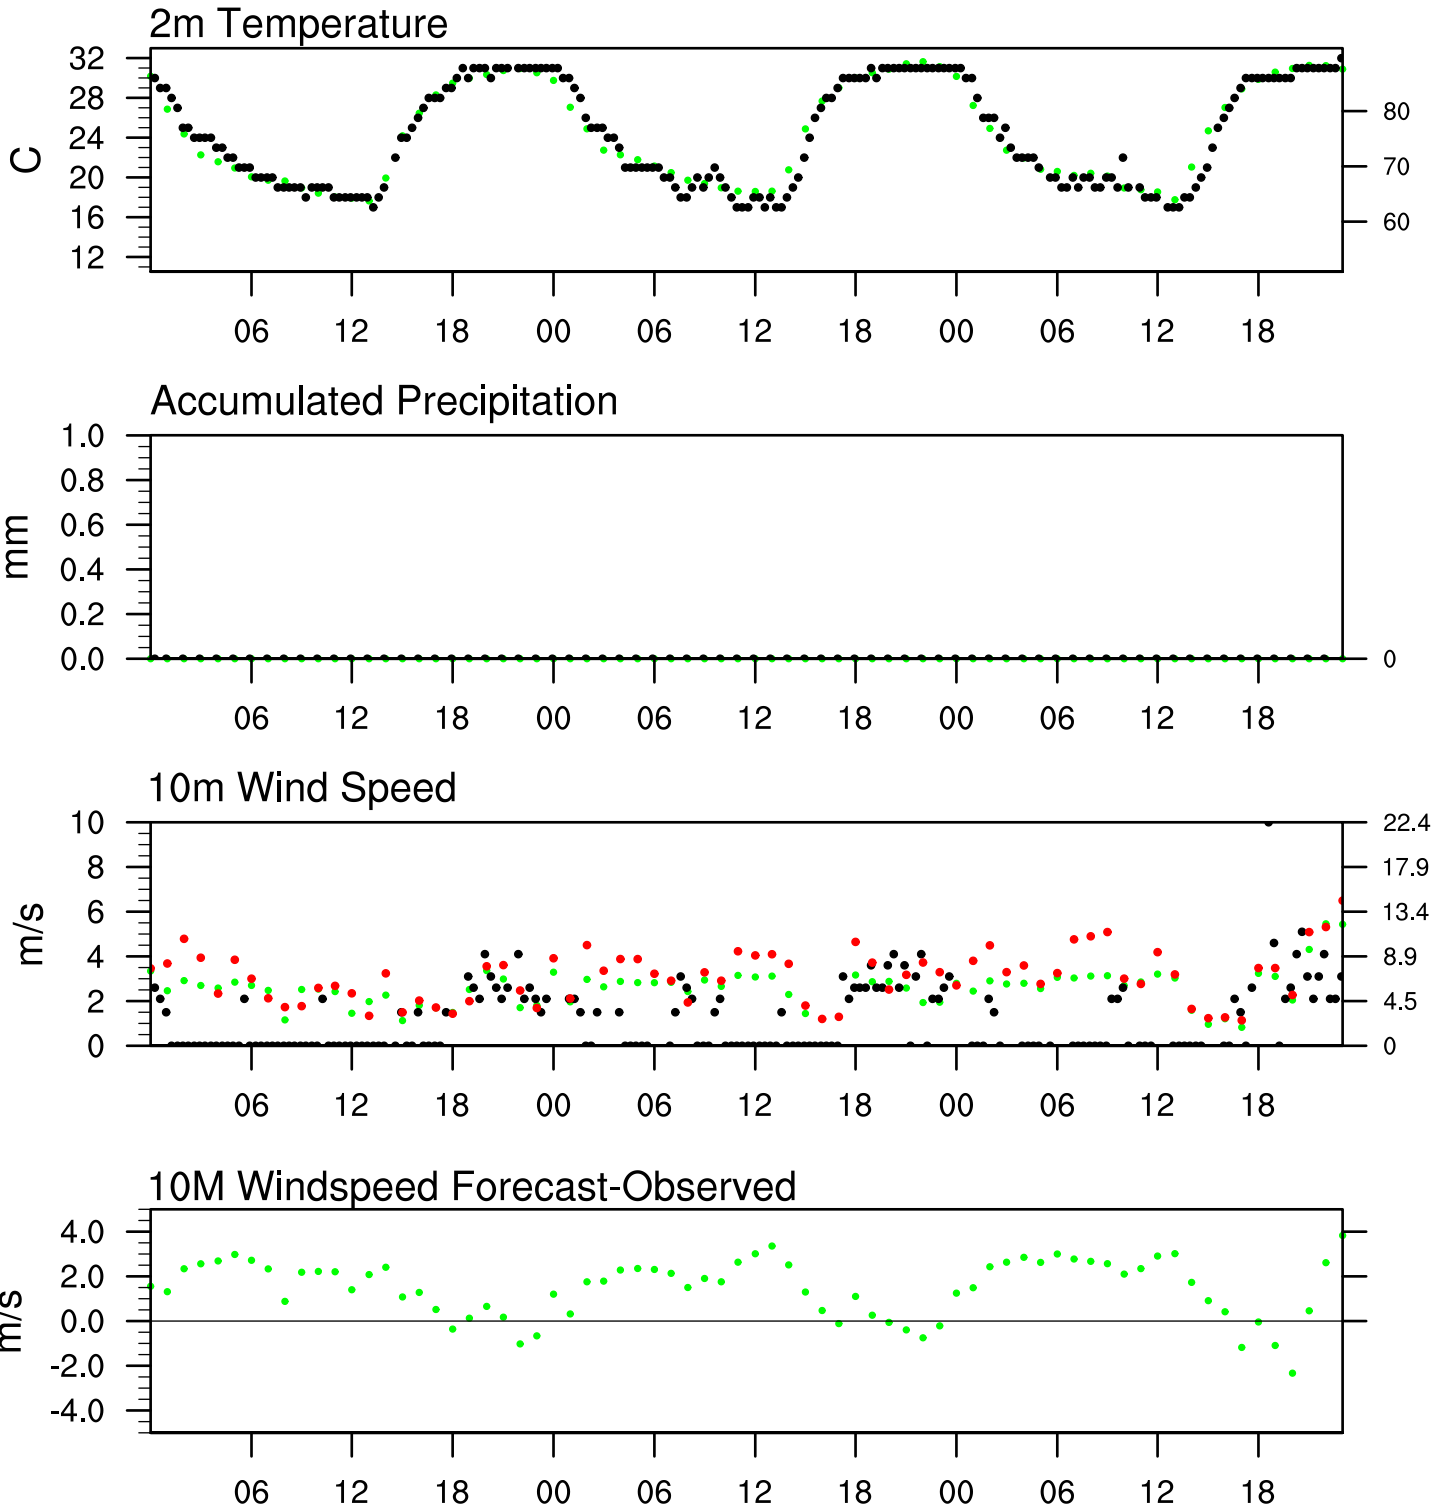 2m Temperature
32
28
24
20
16
12
C
80
70
60
06 12 18 00 06 12 18 00 06 12 18
Accumulated Precipitation
1.0
0.8
0.6
0.4
0.2
0.0
mm
0
06 12 18 00 06 12 18 00 06 12 18
10m Wind Speed
10
8
6
4
2
0
m/s
22.4
17.9
13.4
8.9
4.5
0
06 12 18 00 06 12 18 00 06 12 18
10M Windspeed Forecast-Observed
4.0
2.0
0.0
-2.0
-4.0
m/s
06 12 18 00 06 12 18 00 06 12 18